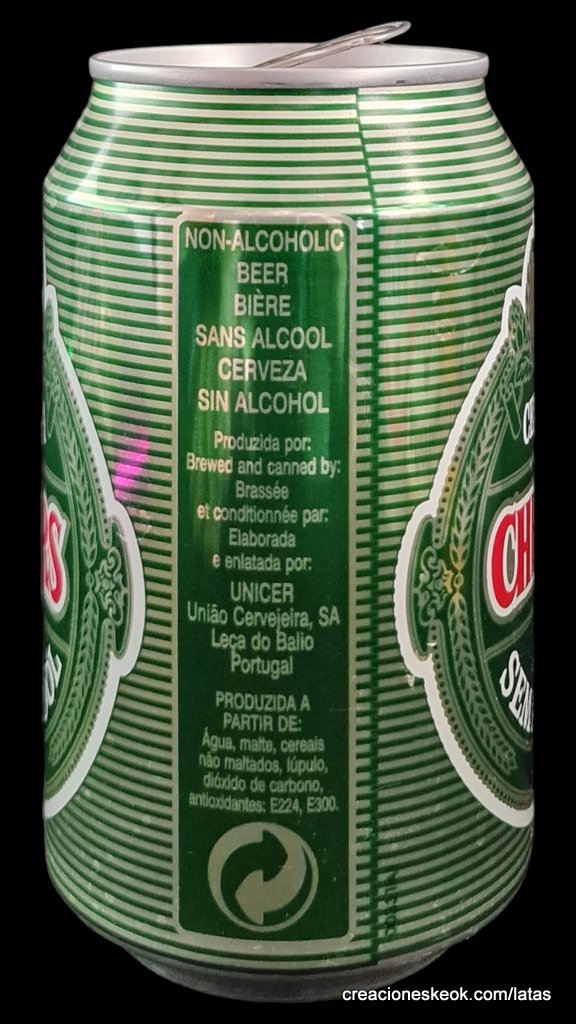 NON-ALCOHOLIC
BEER
BIÈRE
SANS ALCOOL
CERVEZA
SIN ALCOHOL
Produzida por:
Brewed and canned by:
Brassée
et conditionnée par:
Elaborada
e enlatada por:
UNICER
União Cervejeira, SA
Leça do Balio
Portugal
PRODUZIDA A
PARTIR DE:
Água, malte, cereais
não maltados, lúpulo,
dióxido de carbono,
antioxidantes: E224, E300.
SEM
creacioneskeok.com/latas